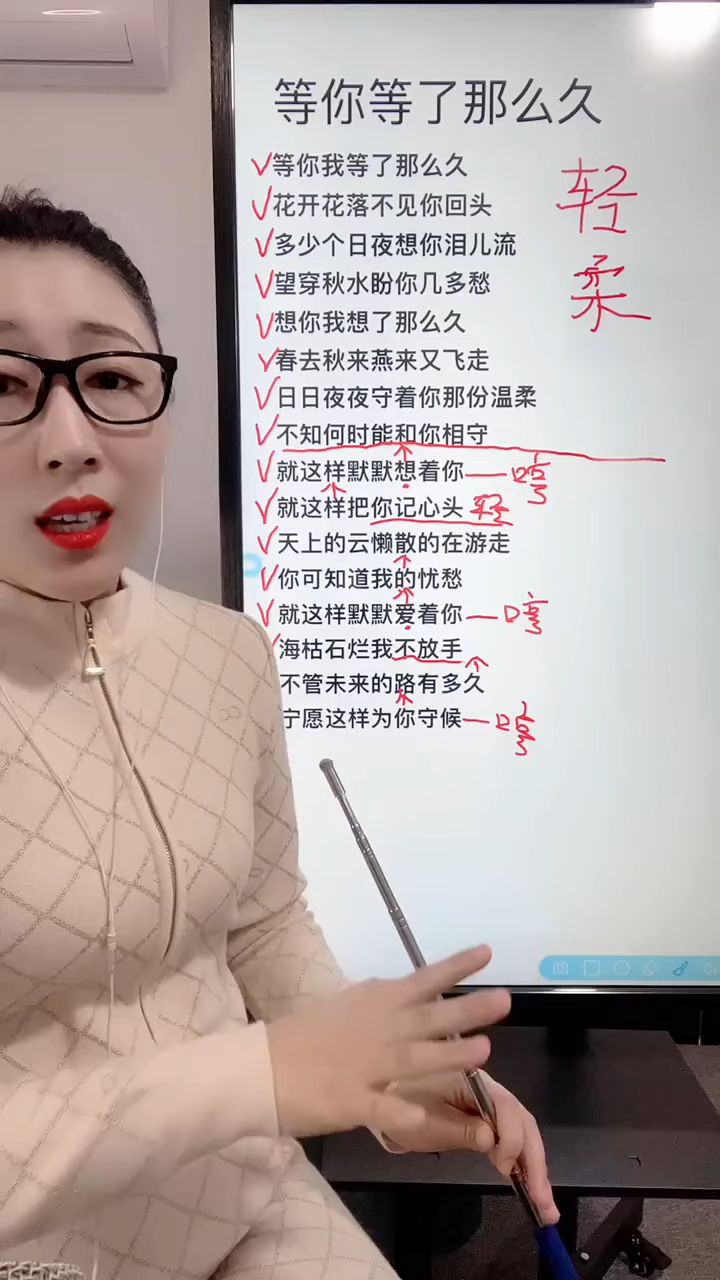 等你等了那么久
等你我等了那么久
花开花落不见你回头
多少个日夜想你泪儿流
望穿秋水盼你几多愁
想你我想了那么久
春去秋来燕来又飞走
日日夜夜守着你那份温柔
不知何时能和你相守
就这样默默想着你
就这样把你记心头 轻
天上的云懒散的在游走
你可知道我的忧愁
就这样默默爱着你
海枯石烂我不放手
不管未来的路有多久
宁愿这样为你守候
轻
柔